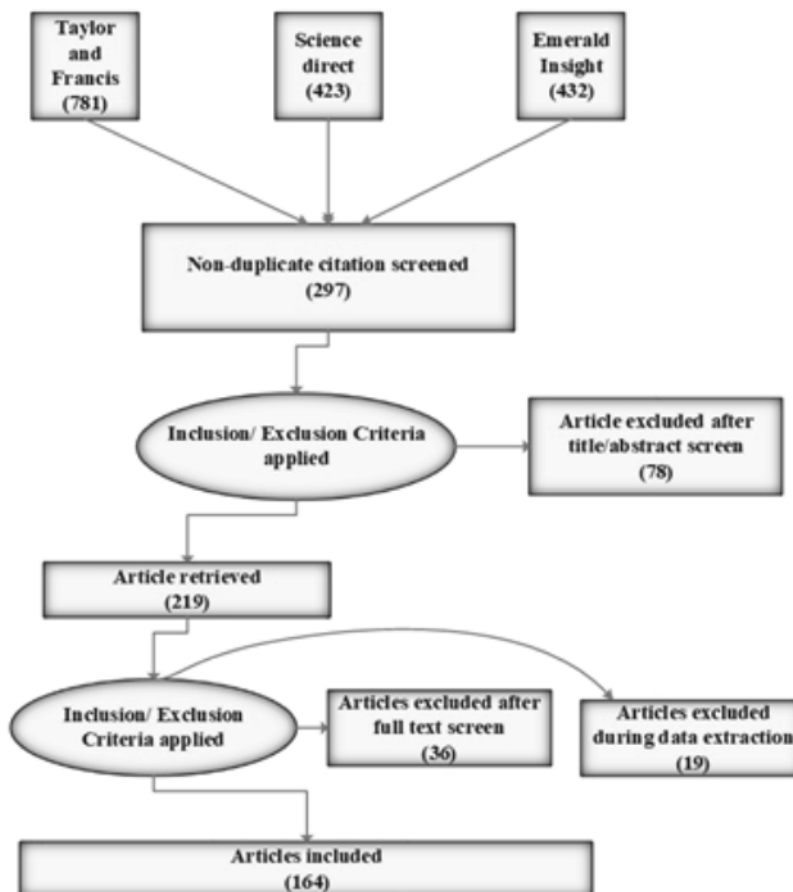 Taylor
and
Francis
(781)
Science
direct
(423)
Emerald
Insight
(432)
Non-duplicate citation screened
(297)
Inclusion/ Exclusion Criteria
applied
Article excluded after
title/abstract screen
(78)
Article retrieved
(219)
Inclusion/ Exclusion
Criteria applied
Articles excluded after
full text screen
(36)
Articles excluded
during data extraction
(19)
Articles included
(164)